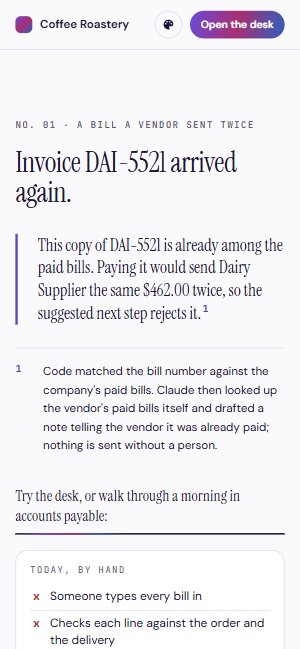 Coffee Roastery
Open the desk
NO. 01 · A BILL A VENDOR SENT TWICE
Invoice DAI-5521 arrived
again.
This copy of DAI-5521 is already among the
paid bills. Paying it would send Dairy
Supplier the same $462.00 twice, so the
suggested next step rejects it. 1
1
Code matched the bill number against the
company's paid bills. Claude then looked up
the vendor's paid bills itself and drafted a
note telling the vendor it was already paid;
nothing is sent without a person.
Try the desk, or walk through a morning in
accounts payable:
TODAY, BY HAND
x Someone types every bill in
x Checks each line against the order and
the delivery